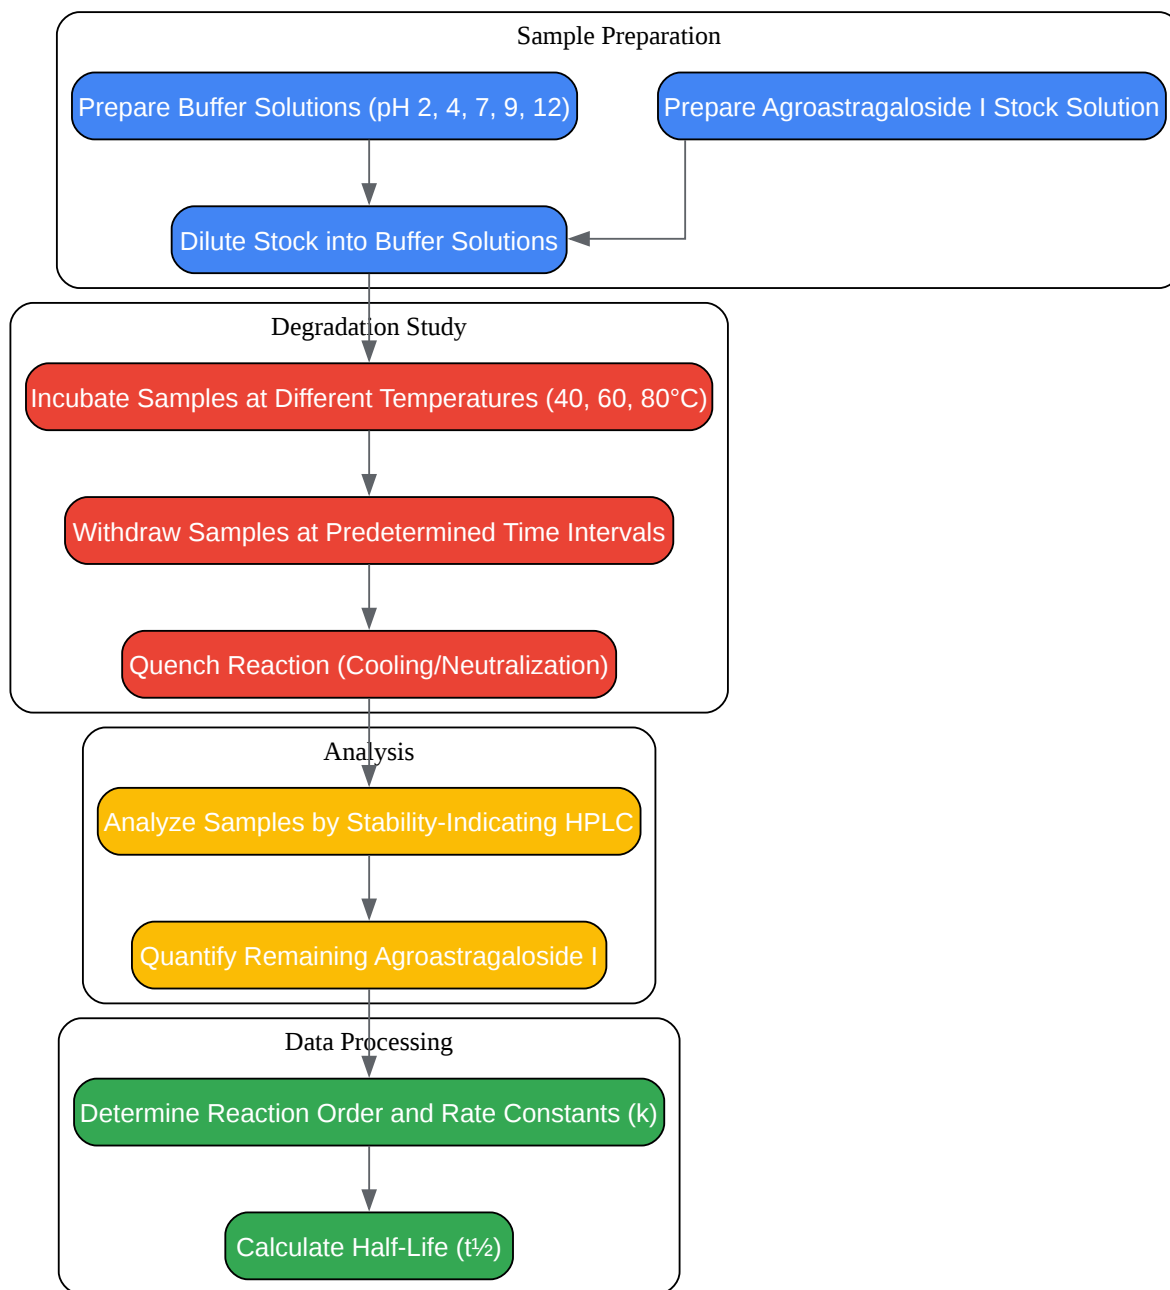 Sample Preparation
Prepare Buffer Solutions (pH 2, 4, 7, 9, 12)
Prepare Agroastragaloside I Stock Solution
Dilute Stock into Buffer Solutions
Degradation Study
Incubate Samples at Different Temperatures (40, 60, 80°C)
Withdraw Samples at Predetermined Time Intervals
Quench Reaction (Cooling/Neutralization)
Analysis
Analyze Samples by Stability-Indicating HPLC
Quantify Remaining Agroastragaloside I
Data Processing
Determine Reaction Order and Rate Constants (k)
Calculate Half-Life (t½)